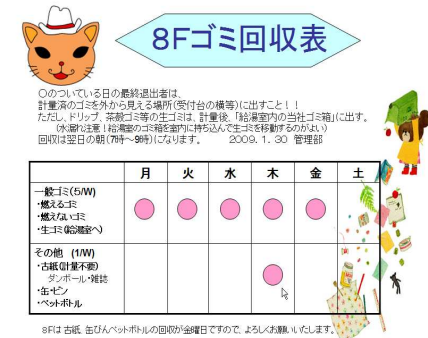 8Fゴミ回収表
〇のついている日の最終退出者は、
計量済のゴミを外から見える場所(受付台の横等)に出すこと！！
ただし、ドリップ、茶殻ゴミ等の生ゴミは、計量後、「給湯室内の当社ゴミ箱」に出す。
(水漏れ注意！給湯室のゴミ箱を室内に持ち込んで生ゴミを移動するのがよい)
回収は翌日の朝(7時～9時)になります。 2009.1.30 管理部
月 火 水 木 金 土
一般ゴミ(5/W)
・燃えるゴミ
・燃えないゴミ
・生ゴミ(給湯室へ)
その他 (1/W)
・古紙(計量不要)
ダンボール・雑誌
・缶・ビン
・ペットボトル
8Fは古紙、缶びんペットボトルの回収が金曜日ですので、よろしくお願いいたします。